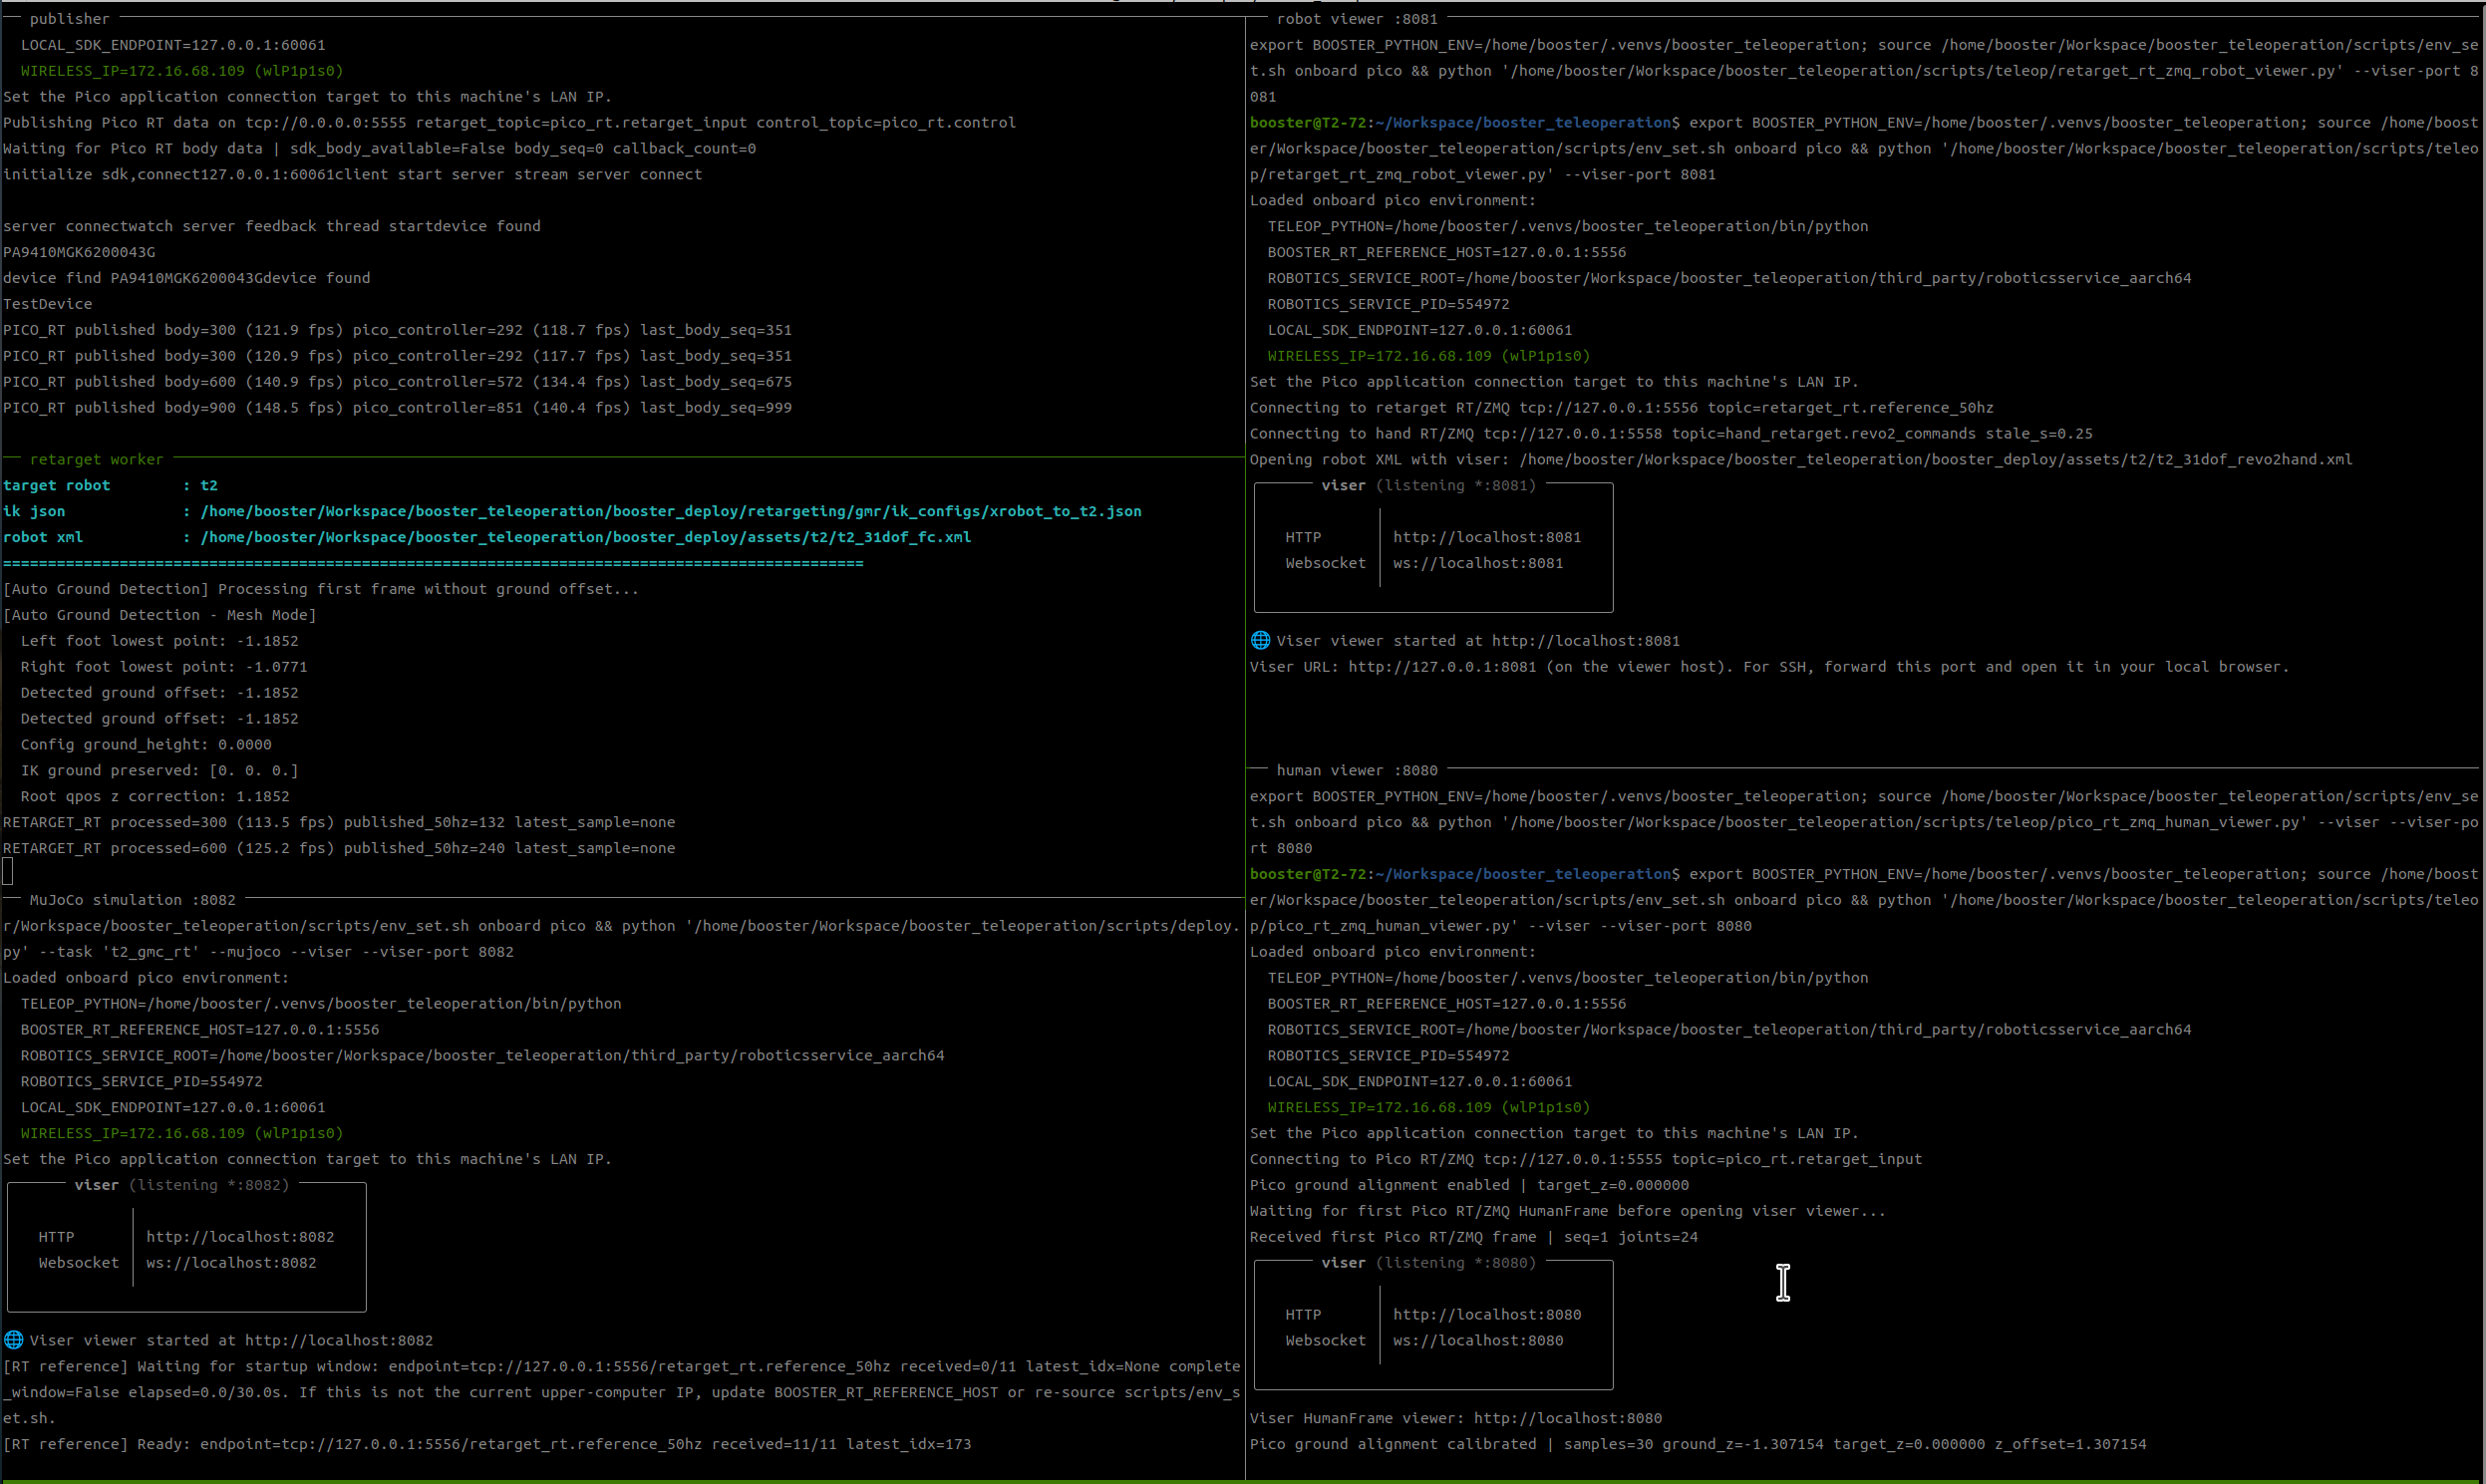 publisher
  LOCAL_SDK_ENDPOINT=127.0.0.1:60061
  WIRELESS_IP=172.16.68.109 (wlP1p1s0)
Set the Pico application connection target to this machine's LAN IP.
Publishing Pico RT data on tcp://0.0.0.0:5555 retarget_topic=pico_rt.retarget_input control_topic=pico_rt.control
Waiting for Pico RT body data | sdk_body_available=False body_seq=0 callback_count=0
initialize sdk,connect127.0.0.1:60061client start server stream server connect
server connectwatch server feedback thread startdevice found
PA9410MGK6200043G
device find PA9410MGK6200043Gdevice found
TestDevice
PICO_RT published body=300 (121.9 fps) pico_controller=292 (118.7 fps) last_body_seq=351
PICO_RT published body=300 (120.9 fps) pico_controller=292 (117.7 fps) last_body_seq=351
PICO_RT published body=600 (140.9 fps) pico_controller=572 (134.4 fps) last_body_seq=675
PICO_RT published body=900 (148.5 fps) pico_controller=851 (140.4 fps) last_body_seq=999
retarget worker
target robot        : t2
ik json             : /home/booster/Workspace/booster_teleoperation/booster_deploy/retargeting/gmr/ik_configs/xrobot_to_t2.json
robot xml           : /home/booster/Workspace/booster_teleoperation/booster_deploy/assets/t2/t2_31dof_fc.xml
================================================================================================
[Auto Ground Detection] Processing first frame without ground offset...
[Auto Ground Detection - Mesh Mode]
  Left foot lowest point: -1.1852
  Right foot lowest point: -1.0771
  Detected ground offset: -1.1852
  Detected ground offset: -1.1852
  Config ground_height: 0.0000
  IK ground preserved: [0. 0. 0.]
  Root qpos z correction: 1.1852
RETARGET_RT processed=300 (113.5 fps) published_50hz=132 latest_sample=none
RETARGET_RT processed=600 (125.2 fps) published_50hz=240 latest_sample=none
MuJoCo simulation :8082
r/Workspace/booster_teleoperation/scripts/env_set.sh onboard pico && python '/home/booster/Workspace/booster_teleoperation/scripts/deploy.
py' --task 't2_gmc_rt' --mujoco --viser --viser-port 8082
Loaded onboard pico environment:
  TELEOP_PYTHON=/home/booster/.venvs/booster_teleoperation/bin/python
  BOOSTER_RT_REFERENCE_HOST=127.0.0.1:5556
  ROBOTICS_SERVICE_ROOT=/home/booster/Workspace/booster_teleoperation/third_party/roboticsservice_aarch64
  ROBOTICS_SERVICE_PID=554972
  LOCAL_SDK_ENDPOINT=127.0.0.1:60061
  WIRELESS_IP=172.16.68.109 (wlP1p1s0)
Set the Pico application connection target to this machine's LAN IP.
viser (listening *:8082)
HTTP http://localhost:8082
Websocket ws://localhost:8082
🌐 Viser viewer started at http://localhost:8082
[RT reference] Waiting for startup window: endpoint=tcp://127.0.0.1:5556/retarget_rt.reference_50hz received=0/11 latest_idx=None complete
_window=False elapsed=0.0/30.0s. If this is not the current upper-computer IP, update BOOSTER_RT_REFERENCE_HOST or re-source scripts/env_s
et.sh.
[RT reference] Ready: endpoint=tcp://127.0.0.1:5556/retarget_rt.reference_50hz received=11/11 latest_idx=173
robot viewer :8081
export BOOSTER_PYTHON_ENV=/home/booster/.venvs/booster_teleoperation; source /home/booster/Workspace/booster_teleoperation/scripts/env_se
t.sh onboard pico && python '/home/booster/Workspace/booster_teleoperation/scripts/teleop/retarget_rt_zmq_robot_viewer.py' --viser-port 8
081
booster@T2-72:~/Workspace/booster_teleoperation$ export BOOSTER_PYTHON_ENV=/home/booster/.venvs/booster_teleoperation; source /home/boost
er/Workspace/booster_teleoperation/scripts/env_set.sh onboard pico && python '/home/booster/Workspace/booster_teleoperation/scripts/teleo
p/retarget_rt_zmq_robot_viewer.py' --viser-port 8081
Loaded onboard pico environment:
  TELEOP_PYTHON=/home/booster/.venvs/booster_teleoperation/bin/python
  BOOSTER_RT_REFERENCE_HOST=127.0.0.1:5556
  ROBOTICS_SERVICE_ROOT=/home/booster/Workspace/booster_teleoperation/third_party/roboticsservice_aarch64
  ROBOTICS_SERVICE_PID=554972
  LOCAL_SDK_ENDPOINT=127.0.0.1:60061
  WIRELESS_IP=172.16.68.109 (wlP1p1s0)
Set the Pico application connection target to this machine's LAN IP.
Connecting to retarget RT/ZMQ tcp://127.0.0.1:5556 topic=retarget_rt.reference_50hz
Connecting to hand RT/ZMQ tcp://127.0.0.1:5558 topic=hand_retarget.revo2_commands stale_s=0.25
Opening robot XML with viser: /home/booster/Workspace/booster_teleoperation/booster_deploy/assets/t2/t2_31dof_revo2hand.xml
viser (listening *:8081)
HTTP http://localhost:8081
Websocket ws://localhost:8081
🌐 Viser viewer started at http://localhost:8081
Viser URL: http://127.0.0.1:8081 (on the viewer host). For SSH, forward this port and open it in your local browser.
human viewer :8080
export BOOSTER_PYTHON_ENV=/home/booster/.venvs/booster_teleoperation; source /home/booster/Workspace/booster_teleoperation/scripts/env_se
t.sh onboard pico && python '/home/booster/Workspace/booster_teleoperation/scripts/teleop/pico_rt_zmq_human_viewer.py' --viser --viser-po
rt 8080
booster@T2-72:~/Workspace/booster_teleoperation$ export BOOSTER_PYTHON_ENV=/home/booster/.venvs/booster_teleoperation; source /home/boost
er/Workspace/booster_teleoperation/scripts/env_set.sh onboard pico && python '/home/booster/Workspace/booster_teleoperation/scripts/teleo
p/pico_rt_zmq_human_viewer.py' --viser --viser-port 8080
Loaded onboard pico environment:
  TELEOP_PYTHON=/home/booster/.venvs/booster_teleoperation/bin/python
  BOOSTER_RT_REFERENCE_HOST=127.0.0.1:5556
  ROBOTICS_SERVICE_ROOT=/home/booster/Workspace/booster_teleoperation/third_party/roboticsservice_aarch64
  ROBOTICS_SERVICE_PID=554972
  LOCAL_SDK_ENDPOINT=127.0.0.1:60061
  WIRELESS_IP=172.16.68.109 (wlP1p1s0)
Set the Pico application connection target to this machine's LAN IP.
Connecting to Pico RT/ZMQ tcp://127.0.0.1:5555 topic=pico_rt.retarget_input
Pico ground alignment enabled | target_z=0.000000
Waiting for first Pico RT/ZMQ HumanFrame before opening viser viewer...
Received first Pico RT/ZMQ frame | seq=1 joints=24
viser (listening *:8080)
HTTP http://localhost:8080
Websocket ws://localhost:8080
Viser HumanFrame viewer: http://localhost:8080
Pico ground alignment calibrated | samples=30 ground_z=-1.307154 target_z=0.000000 z_offset=1.307154